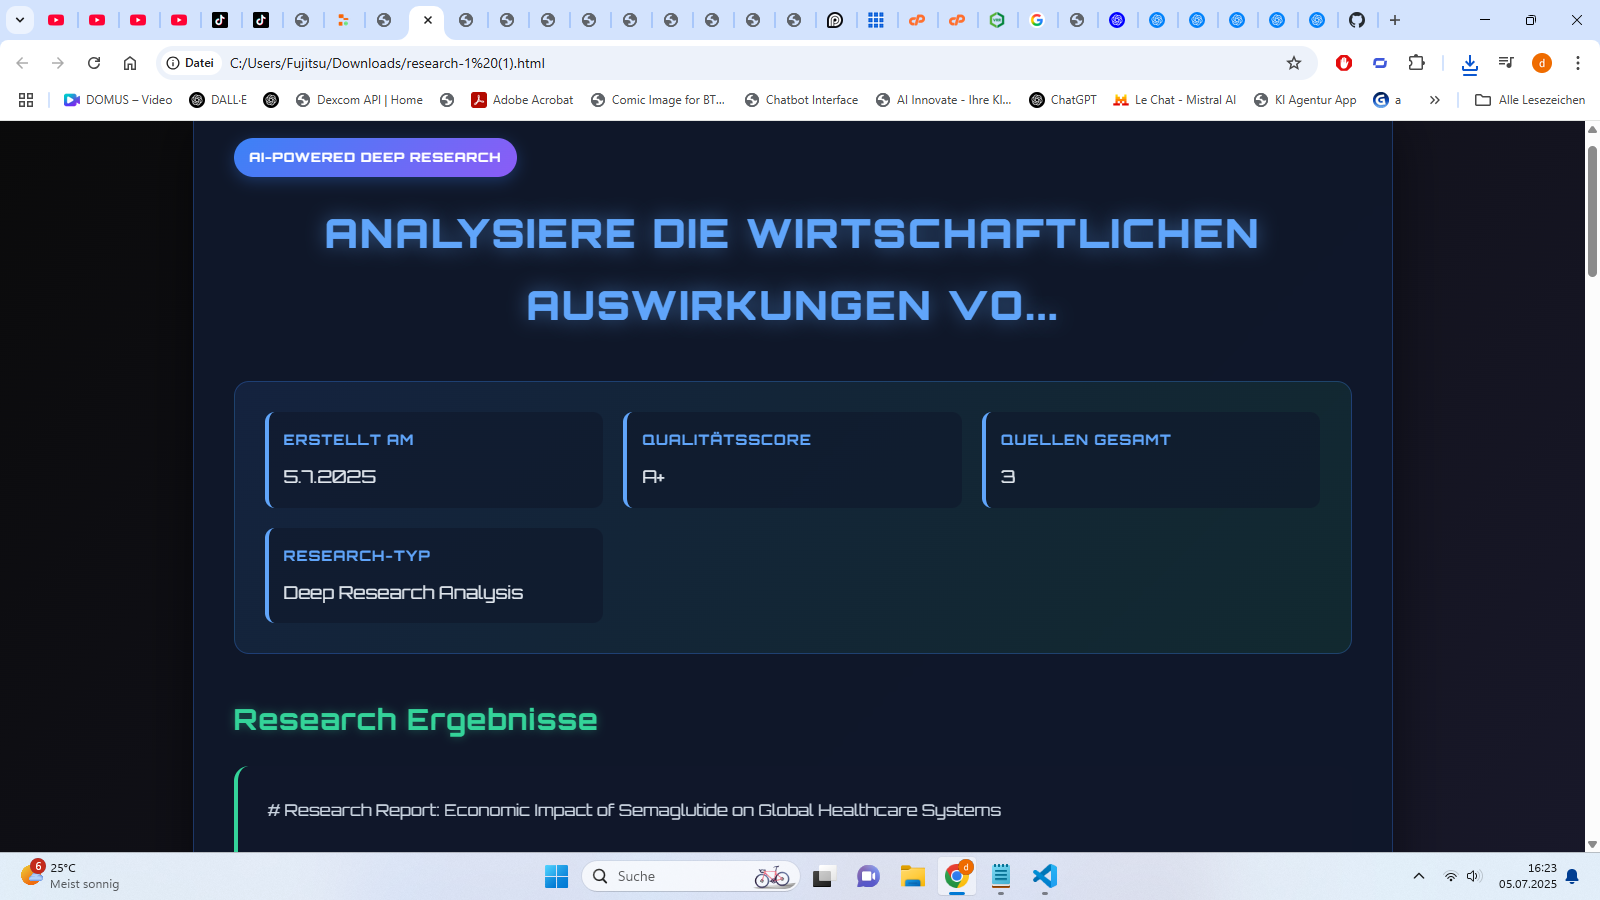 Datei
C:/Users/Fujitsu/Downloads/research-1%20(1).html
d
DOMUS – Video
DALL·E
Dexcom API | Home
Adobe Acrobat
Comic Image for BT...
Chatbot Interface
AI Innovate - Ihre KI...
ChatGPT
Le Chat - Mistral AI
KI Agentur App
a
Alle Lesezeichen
AI-POWERED DEEP RESEARCH
ANALYSIERE DIE WIRTSCHAFTLICHEN
AUSWIRKUNGEN VO...
ERSTELLT AM
5.7.2025
QUALITÄTSSCORE
A+
QUELLEN GESAMT
3
RESEARCH-TYP
Deep Research Analysis
Research Ergebnisse
# Research Report: Economic Impact of Semaglutide on Global Healthcare Systems
6
25°C
Meist sonnig
Suche
d
16:23
05.07.2025